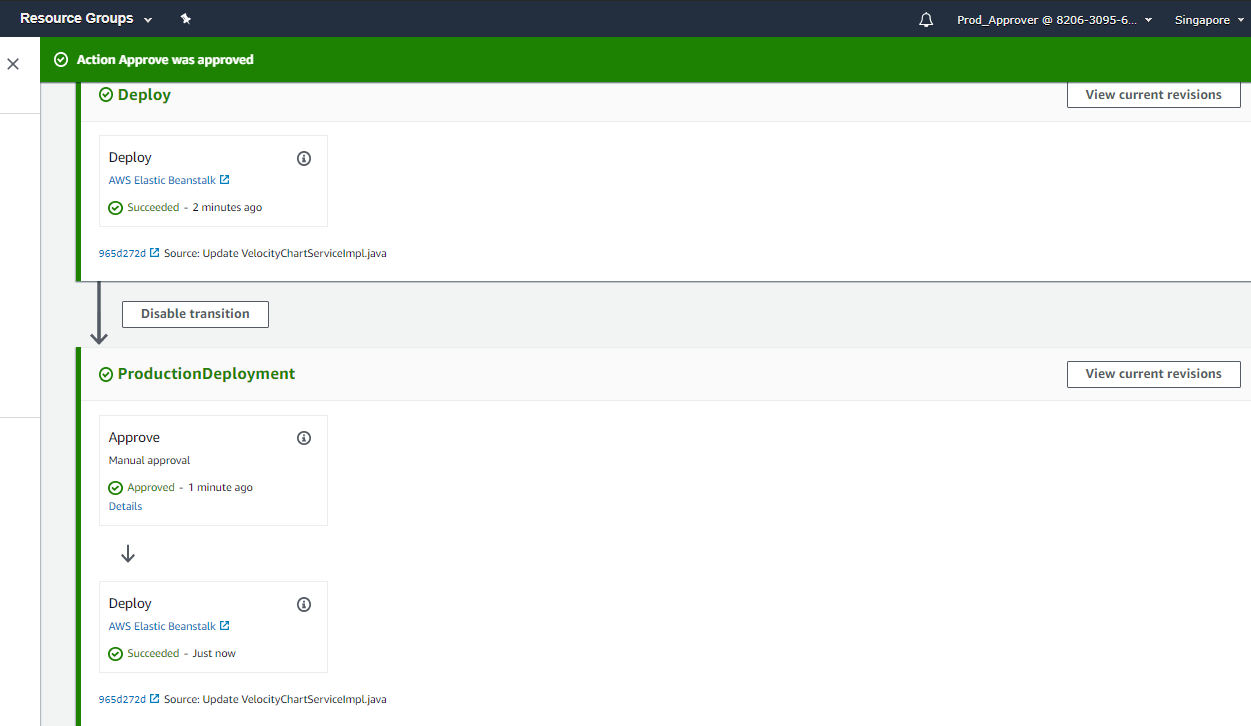 Resource Groups
Prod_Approver @ 8206-3095-6... Singapore
Action Approve was approved
Deploy
View current revisions
Deploy
AWS Elastic Beanstalk
Succeeded - 2 minutes ago
965d272d Source: Update VelocityChartServiceImpl.java
Disable transition
ProductionDeployment
View current revisions
Approve
Manual approval
Approved - 1 minute ago
Details
Deploy
AWS Elastic Beanstalk
Succeeded - Just now
965d272d Source: Update VelocityChartServiceImpl.java